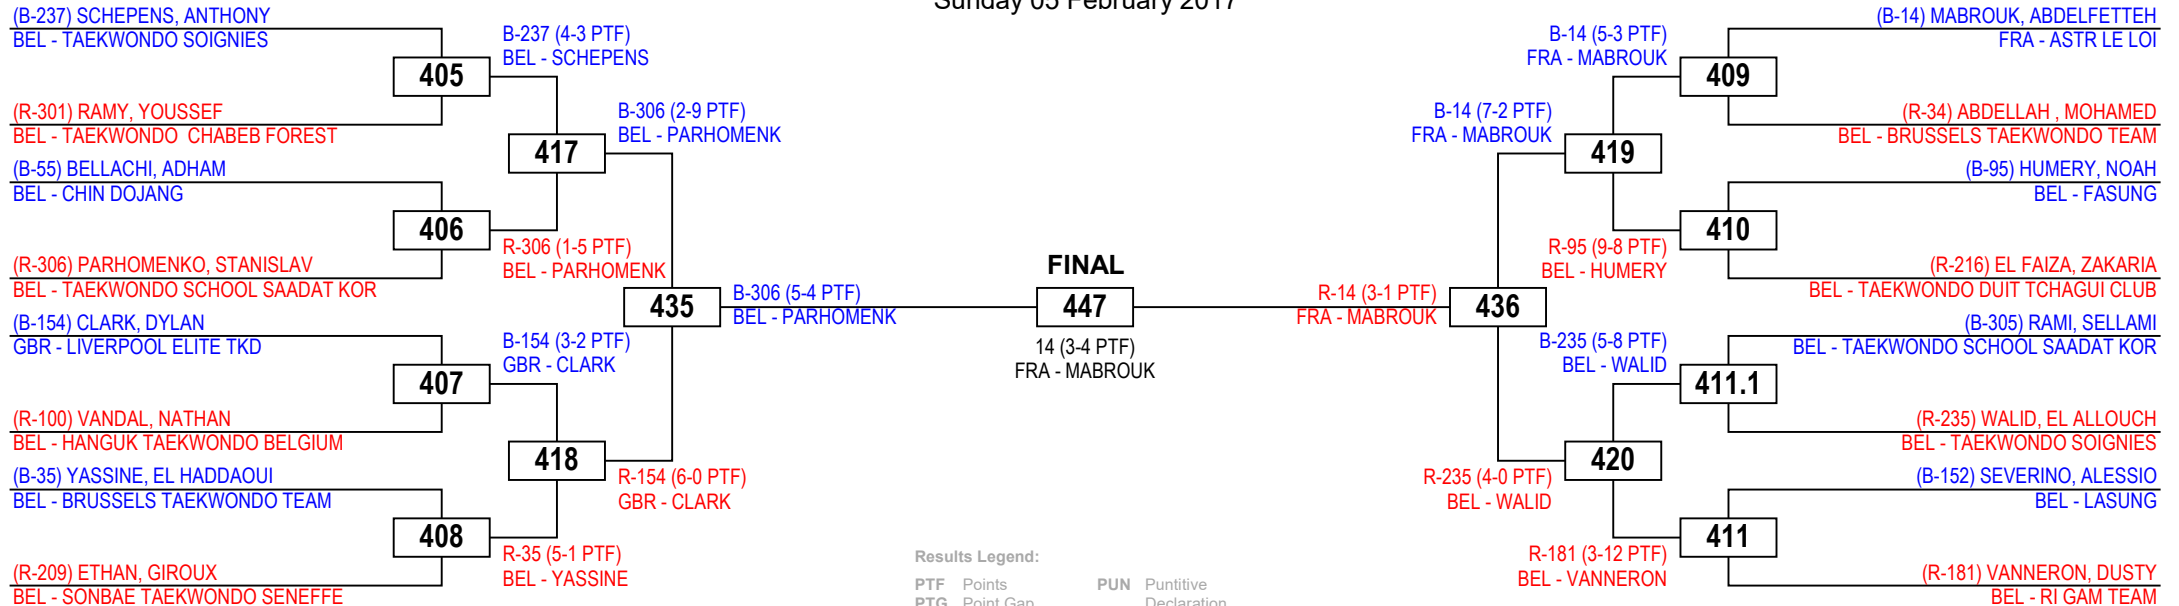 Sunday 05 February 2017
(B-237) SCHEPENS, ANTHONY
BEL - TAEKWONDO SOIGNIES
405
(R-301) RAMY, YOUSSEF
BEL - TAEKWONDO  CHABEB FOREST
(B-55) BELLACHI, ADHAM
BEL - CHIN DOJANG
406
(R-306) PARHOMENKO, STANISLAV
BEL - TAEKWONDO SCHOOL SAADAT KOR
(B-154) CLARK, DYLAN
GBR - LIVERPOOL ELITE TKD
407
(R-100) VANDAL, NATHAN
BEL - HANGUK TAEKWONDO BELGIUM
(B-35) YASSINE, EL HADDAOUI
BEL - BRUSSELS TAEKWONDO TEAM
408
(R-209) ETHAN, GIROUX
BEL - SONBAE TAEKWONDO SENEFFE
B-237 (4-3 PTF)
BEL - SCHEPENS
417
R-306 (1-5 PTF)
BEL - PARHOMENK
B-154 (3-2 PTF)
GBR - CLARK
418
R-35 (5-1 PTF)
BEL - YASSINE
B-306 (2-9 PTF)
BEL - PARHOMENK
435
R-154 (6-0 PTF)
GBR - CLARK
B-306 (5-4 PTF)
BEL - PARHOMENK
FINAL
447
14 (3-4 PTF)
FRA - MABROUK
R-14 (3-1 PTF)
FRA - MABROUK
436
B-14 (7-2 PTF)
FRA - MABROUK
R-235 (4-0 PTF)
BEL - WALID
B-14 (5-3 PTF)
FRA - MABROUK
419
R-95 (9-8 PTF)
BEL - HUMERY
B-235 (5-8 PTF)
BEL - WALID
420
R-181 (3-12 PTF)
BEL - VANNERON
(B-14) MABROUK, ABDELFETTEH
FRA - ASTR LE LOI
409
(R-34) ABDELLAH , MOHAMED
BEL - BRUSSELS TAEKWONDO TEAM
(B-95) HUMERY, NOAH
BEL - FASUNG
410
(R-216) EL FAIZA, ZAKARIA
BEL - TAEKWONDO DUIT TCHAGUI CLUB
(B-305) RAMI, SELLAMI
BEL - TAEKWONDO SCHOOL SAADAT KOR
411.1
(R-235) WALID, EL ALLOUCH
BEL - TAEKWONDO SOIGNIES
(B-152) SEVERINO, ALESSIO
BEL - LASUNG
411
(R-181) VANNERON, DUSTY
BEL - RI GAM TEAM
Results Legend:
PTF Points PUN Puntitive
PTG Point Gap Declaration